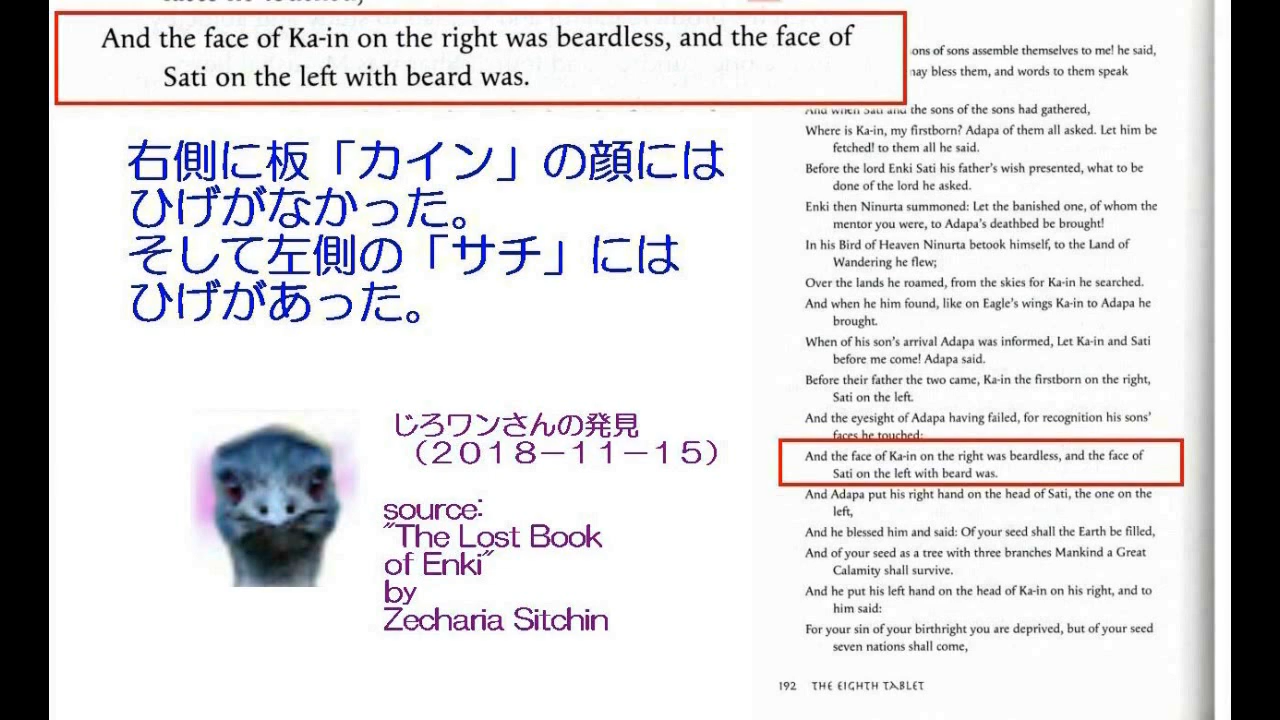 And the face of Ka-in on the right was beardless, and the face of
Sati on the left with beard was.
右側に板「カイン」の顔には
ひげがなかった。
そして左側の「サチ」には
ひげがあった。
じろワンさんの発見
（２０１８－１１－１５）
source:
"The Lost Book
of Enki"
by
Zecharia Sitchin
ons of sons assemble themselves to me! he said,
may bless them, and words to them speak
And when Sati and the sons of the sons had gathered,
Where is Ka-in, my firstborn? Adapa of them all asked. Let him be
fetched! to them all he said.
Before the lord Enki Sati his father's wish presented, what to be
done of the lord he asked.
Enki then Ninurta summoned: Let the banished one, of whom the
mentor you were, to Adapa's deathbed be brought!
In his Bird of Heaven Ninurta betook himself, to the Land of
Wandering he flew;
Over the lands he roamed, from the skies for Ka-in he searched.
And when he him found, like on Eagle's wings Ka-in to Adapa he
brought.
When of his son's arrival Adapa was informed, Let Ka-in and Sati
before me come! Adapa said.
Before their father the two came, Ka-in the firstborn on the right,
Sati on the left.
And the eyesight of Adapa having failed, for recognition his sons'
faces he touched;
And the face of Ka-in on the right was beardless, and the face of
Sati on the left with beard was.
And Adapa put his right hand on the head of Sati, the one on the
left,
And he blessed him and said: Of your seed shall the Earth be filled,
And of your seed as a tree with three branches Mankind a Great
Calamity shall survive.
And he put his left hand on the head of Ka-in on his right, and to
him said:
For your sin of your birthright you are deprived, but of your seed
seven nations shall come,
192 THE EIGHTH TABLET